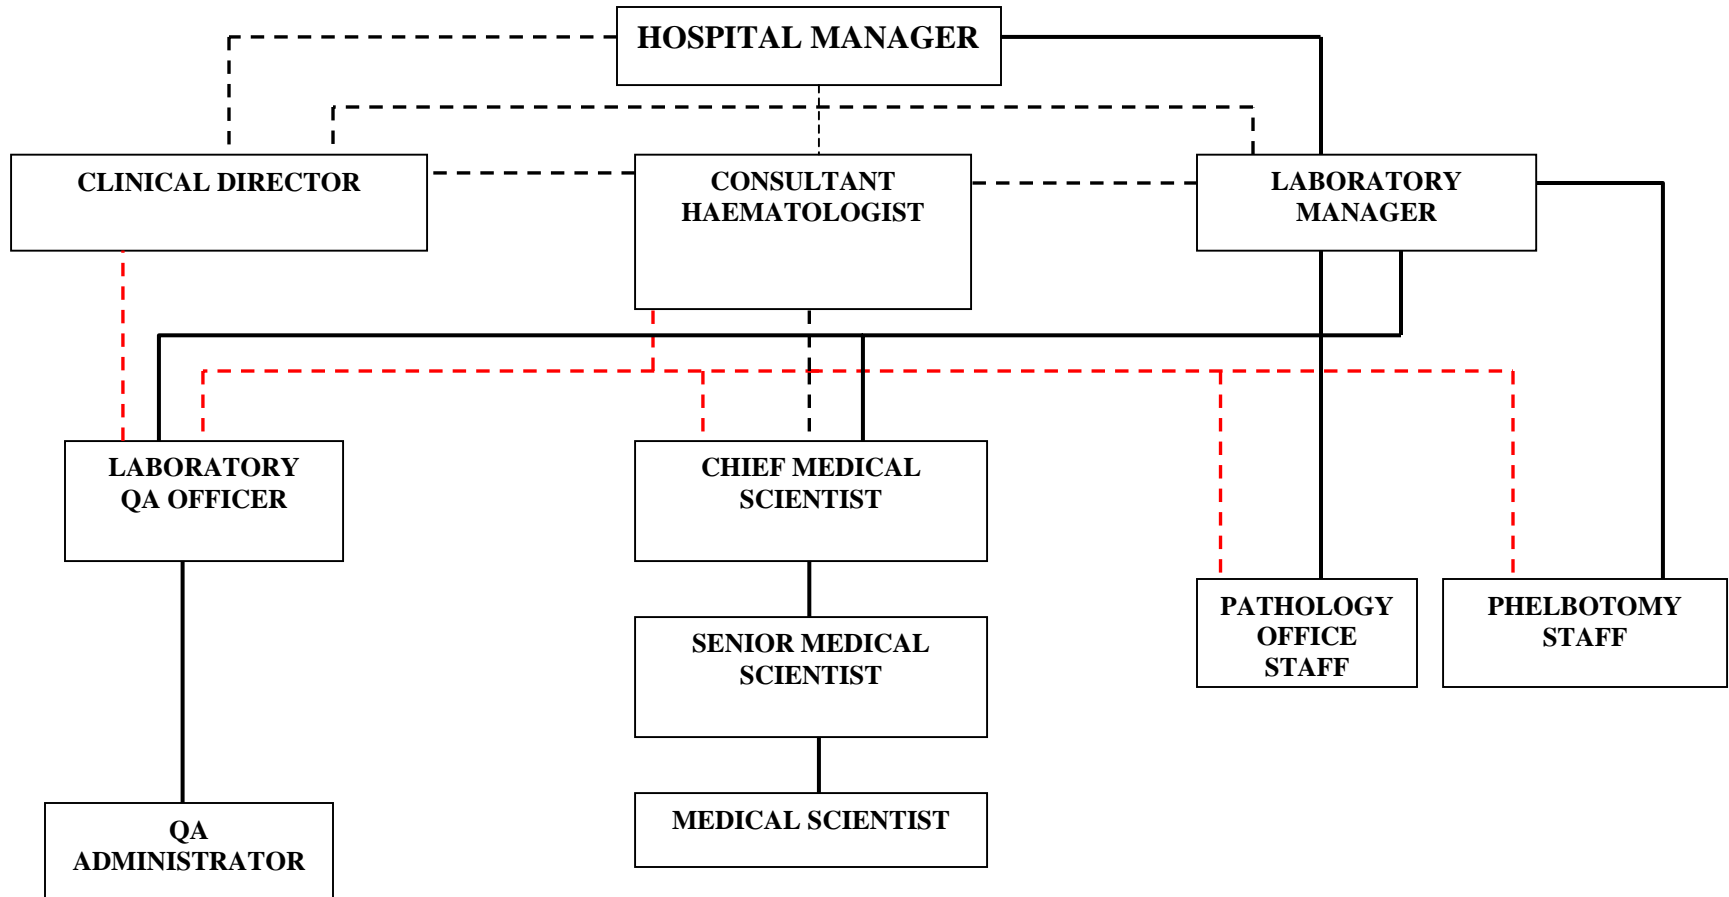 HOSPITAL MANAGER
CLINICAL DIRECTOR
CONSULTANT
HAEMATOLOGIST
LABORATORY
MANAGER
LABORATORY
QA OFFICER
CHIEF MEDICAL
SCIENTIST
PATHOLOGY
OFFICE
STAFF
PHELBOTOMY
STAFF
SENIOR MEDICAL
SCIENTIST
QA
ADMINISTRATOR
MEDICAL SCIENTIST